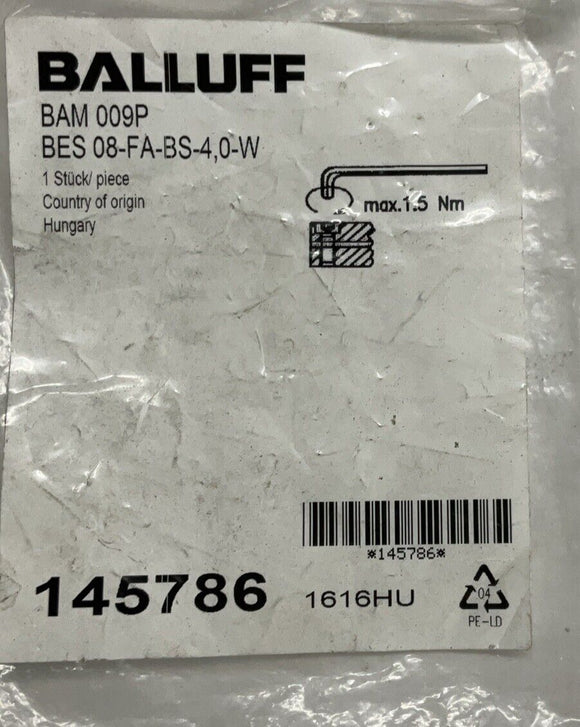 BALLUFF
BAM 009P
BES 08-FA-BS-4,0-W
1 Stück/ piece
Country of origin
Hungary
max.1.5 Nm
*145786*
145786
1616HU
04
PE-LD